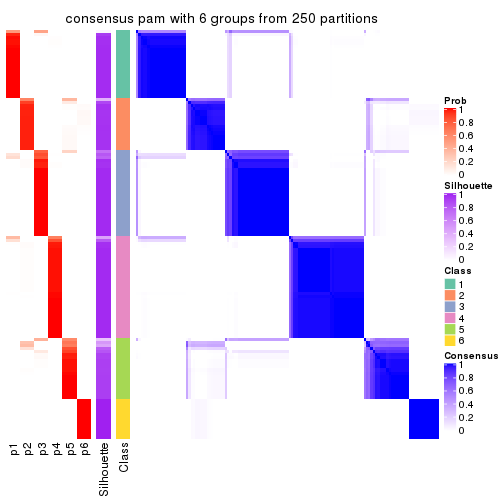 consensus pam with 6 groups from 250 partitions
Prob
1
0.8
0.6
0.4
0.2
0
Silhouette
1
0.8
0.6
0.4
0.2
0
Class
1
2
3
4
5
6
Consensus
1
0.8
0.6
0.4
0.2
0
p1
p2
p3
p4
p5
p6
Silhouette
Class